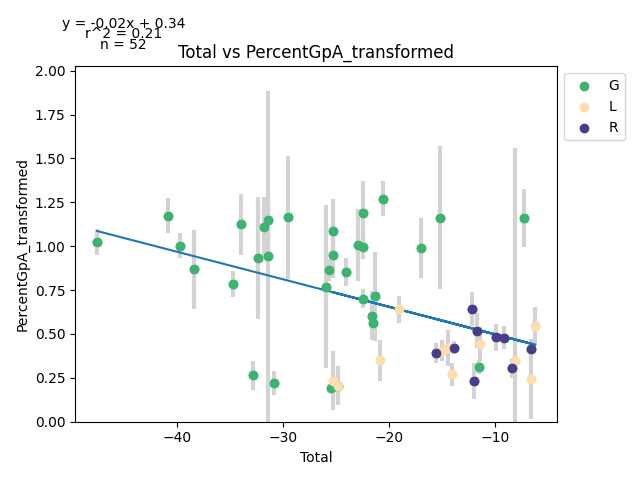 y = -0.02x + 0.34
r^2 = 0.21
n = 52
Total vs PercentGpA_transformed
G
L
R
PercentGpA_transformed
2.00
1.75
1.50
1.25
1.00
0.75
0.50
0.25
0.00
−40
−30
−20
−10
Total